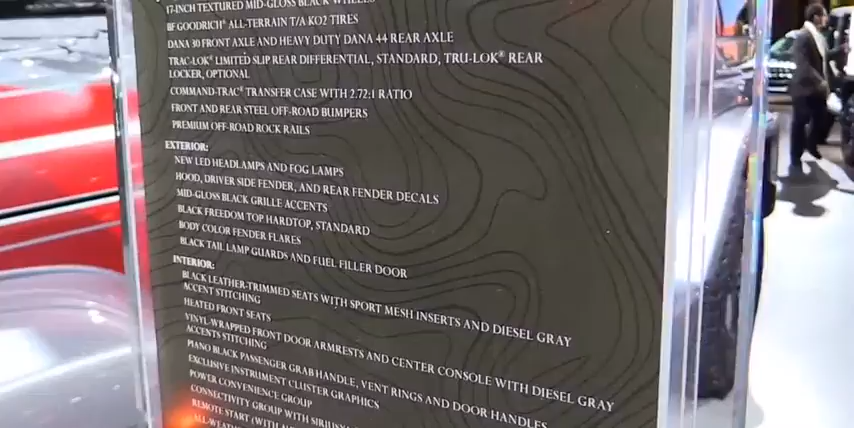 17-INCH TEXTURED MID-GLOSS BLACK WHEELS
BF GOODRICH® ALL-TERRAIN T/A KO2 TIRES
DANA 30 FRONT AXLE AND HEAVY DUTY DANA 44 REAR AXLE
TRAC-LOK® LIMITED SLIP REAR DIFFERENTIAL, STANDARD, TRU-LOK® REAR
LOCKER, OPTIONAL
COMMAND-TRAC® TRANSFER CASE WITH 2.72:1 RATIO
FRONT AND REAR STEEL OFF-ROAD BUMPERS
PREMIUM OFF-ROAD ROCK RAILS
EXTERIOR:
NEW LED HEADLAMPS AND FOG LAMPS
HOOD, DRIVER SIDE FENDER, AND REAR FENDER DECALS
MID-GLOSS BLACK GRILLE ACCENTS
BLACK FREEDOM TOP HARDTOP, STANDARD
BODY COLOR FENDER FLARES
BLACK TAIL LAMP GUARDS AND FUEL FILLER DOOR
INTERIOR:
BLACK LEATHER-TRIMMED SEATS WITH SPORT MESH INSERTS AND DIESEL GRAY
ACCENT STITCHING
HEATED FRONT SEATS
VINYL-WRAPPED FRONT DOOR ARMRESTS AND CENTER CONSOLE WITH DIESEL GRAY
ACCENTS STITCHING
PIANO BLACK PASSENGER GRAB HANDLE, VENT RINGS AND DOOR HANDLES
EXCLUSIVE INSTRUMENT CLUSTER GRAPHICS
POWER CONVENIENCE GROUP
CONNECTIVITY GROUP WITH
REMOTE START (WITH